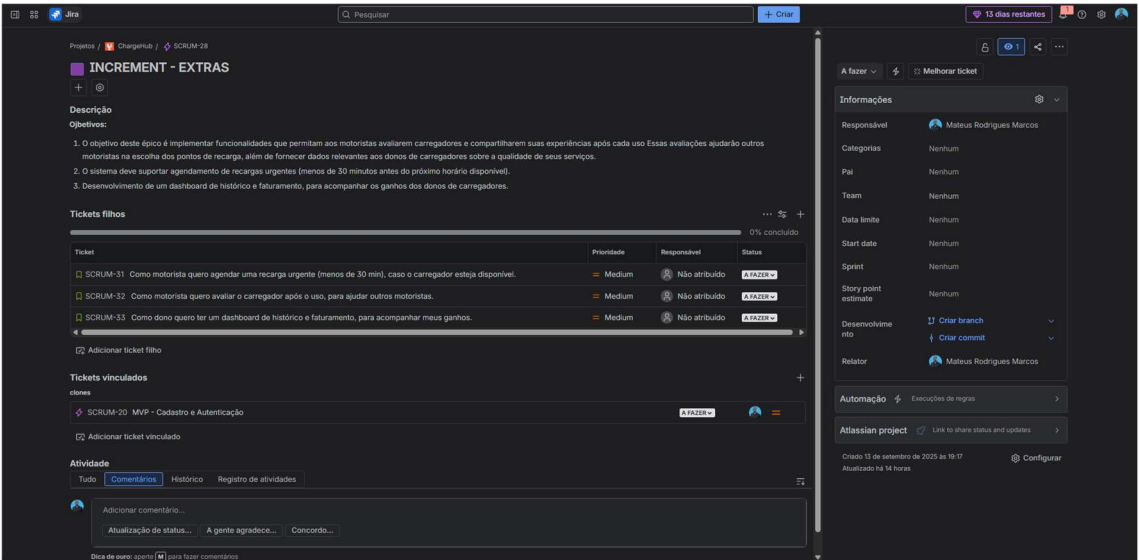 Jira
Pesquisar
+ Criar
13 dias restantes
1
Projetos / ChargeHub / SCRUM-28
INCREMENT - EXTRAS
Descrição
Ojbetivos:
1. O objetivo deste épico é implementar funcionalidades que permitam aos motoristas avaliarem carregadores e compartilharem suas experiências após cada uso Essas avaliações ajudarão outros
motoristas na escolha dos pontos de recarga, além de fornecer dados relevantes aos donos de carregadores sobre a qualidade de seus serviços.
2. O sistema deve suportar agendamento de recargas urgentes (menos de 30 minutos antes do próximo horário disponível).
3. Desenvolvimento de um dashboard de histórico e faturamento, para acompanhar os ganhos dos donos de carregadores.
Tickets filhos
0% concluído
Ticket Prioridade Responsável Status
SCRUM-31 Como motorista quero agendar uma recarga urgente (menos de 30 min), caso o carregador esteja disponível. Medium Não atribuído A FAZER
SCRUM-32 Como motorista quero avaliar o carregador após o uso, para ajudar outros motoristas. Medium Não atribuído A FAZER
SCRUM-33 Como dono quero ter um dashboard de histórico e faturamento, para acompanhar meus ganhos. Medium Não atribuído A FAZER
Adicionar ticket filho
Tickets vinculados
clones
SCRUM-20 MVP - Cadastro e Autenticação A FAZER
Adicionar ticket vinculado
Atividade
Tudo Comentários Histórico Registro de atividades
Adicionar comentário...
Atualização de status... A gente agradece... Concordo...
Dica de ouro: aperte M para fazer comentários
1
A fazer Melhorar ticket
Informações
Responsável Mateus Rodrigues Marcos
Categorias Nenhum
Pai Nenhum
Team Nenhum
Data limite Nenhum
Start date Nenhum
Sprint Nenhum
Story point
estimate Nenhum
Desenvolvime
nto
Criar branch
Criar commit
Relator Mateus Rodrigues Marcos
Automação Execuções de regras
Atlassian project Link to share status and updates
Criado 13 de setembro de 2025 às 19:17
Atualizado há 14 horas
Configurar